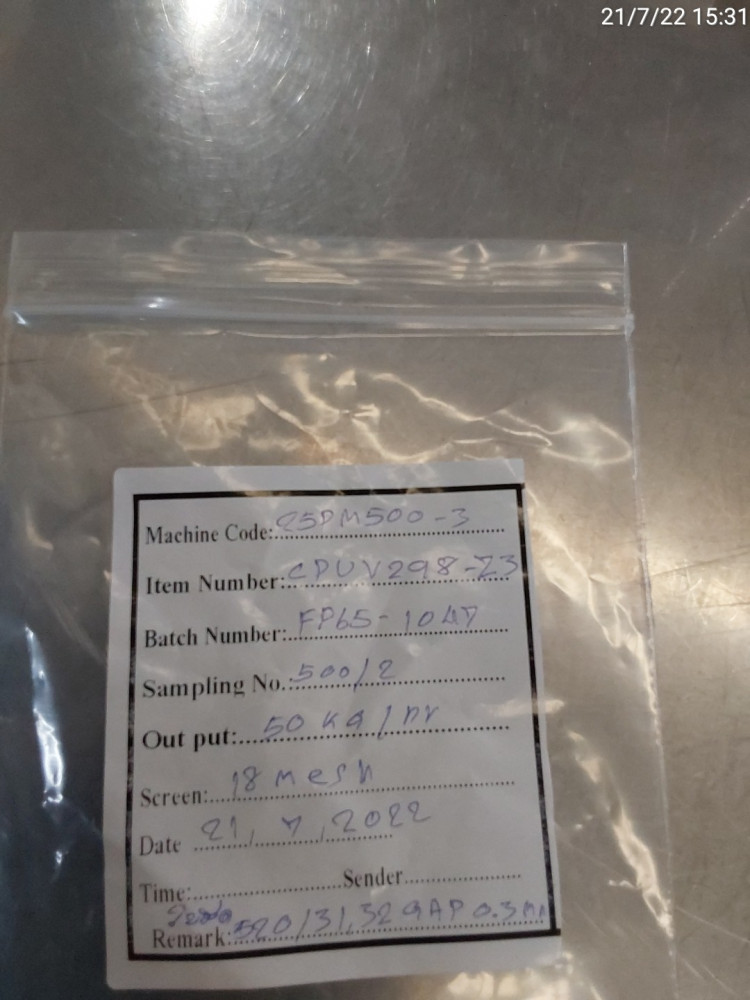 21/7/22 15:31
Machine Code: 25PM500-3
Item Number: CPUV298-Z3
Batch Number: FP65-1047
Sampling No.: 500/2
Out put: 50 kg/hr
Screen: 18 mesh
Date 21, 7, 2022
Time: Sender
Remark: 520/31,32 GAP 0.3